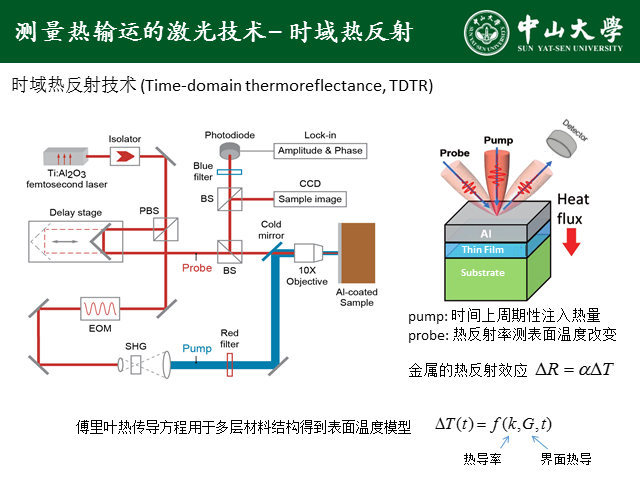 测量热输运的激光技术– 时域热反射
中山大学
SUN YAT-SEN UNIVERSITY
时域热反射技术 (Time-domain thermoreflectance, TDTR)
Isolator
Ti:Al2O3
femtosecond laser
Photodiode
Lock-in
Amplitude & Phase
Blue
filter
BS
CCD
Sample image
Delay stage
PBS
Cold
mirror
Probe
BS
10X
Objective
Al-coated
Sample
EOM
SHG
Pump
Red
filter
Probe
Pump
Detector
Heat
flux
Al
Thin Film
Substrate
pump: 时间上周期性注入热量
probe: 热反射率测表面温度改变
金属的热反射效应 ΔR = αΔT
傅里叶热传导方程用于多层材料结构得到表面温度模型 ΔT(t) = f(k,G,t)
热导率 界面热导